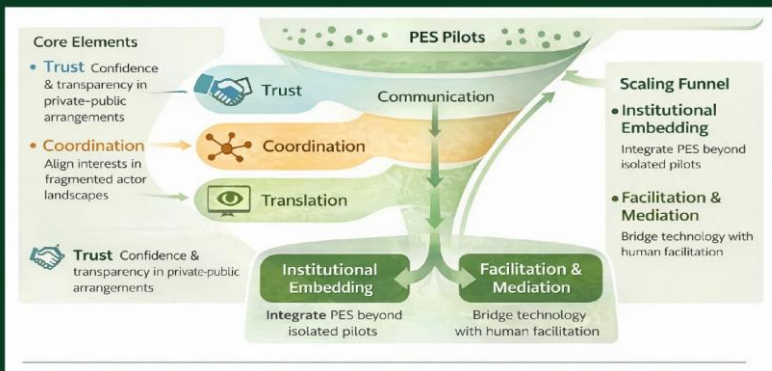 Core Elements
• Trust Confidence
& transparency in
private-public
arrangements
• Coordination
Align interests in
fragmented actor
landscapes
Trust Confidence &
transparency in private-public
arrangements
PES Pilots
Trust
Communication
Coordination
Translation
Institutional
Embedding
Integrate PES beyond
isolated pilots
Facilitation &
Mediation
Bridge technology
with human facilitation
Scaling Funnel
• Institutional
Embedding
Integrate PES beyond
isolated pilots
• Facilitation &
Mediation
Bridge technology with
human facilitation